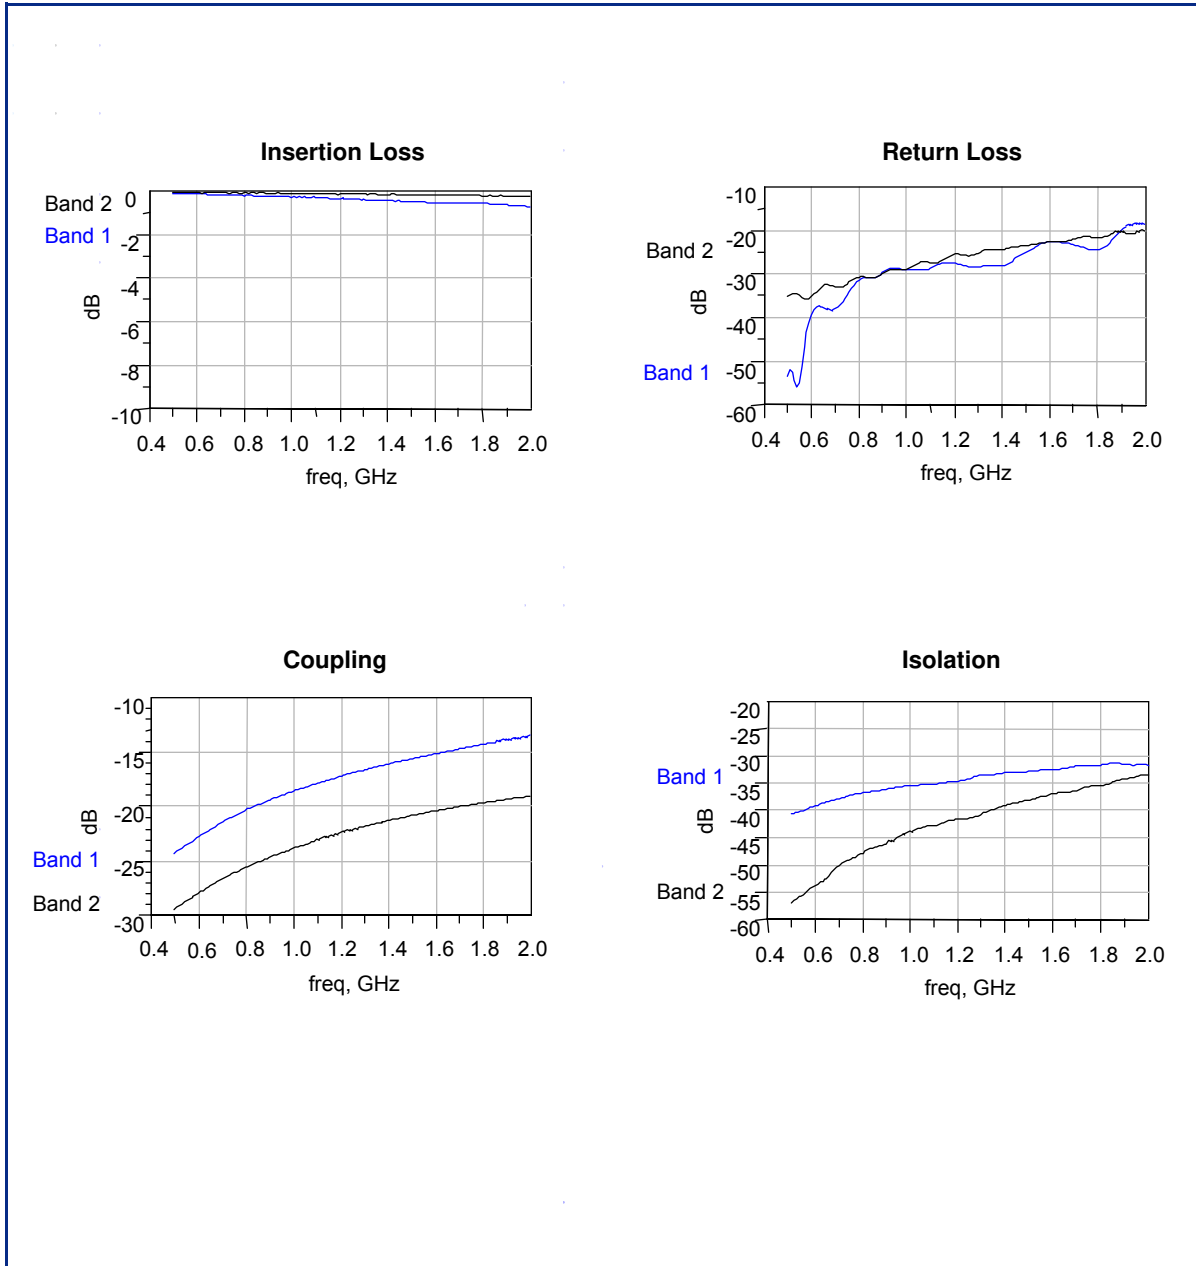 Insertion Loss
Band 2
Band 1
dB
0
-2
-4
-6
-8
-10
0.4 0.6 0.8 1.0 1.2 1.4 1.6 1.8 2.0
freq, GHz
Return Loss
Band 2
Band 1
dB
-10
-20
-30
-40
-50
-60
0.4 0.6 0.8 1.0 1.2 1.4 1.6 1.8 2.0
freq, GHz
Coupling
Band 1
Band 2
dB
-10
-15
-20
-25
-30
0.4 0.6 0.8 1.0 1.2 1.4 1.6 1.8 2.0
freq, GHz
Isolation
Band 1
Band 2
dB
-20
-25
-30
-35
-40
-45
-50
-55
-60
0.4 0.6 0.8 1.0 1.2 1.4 1.6 1.8 2.0
freq, GHz